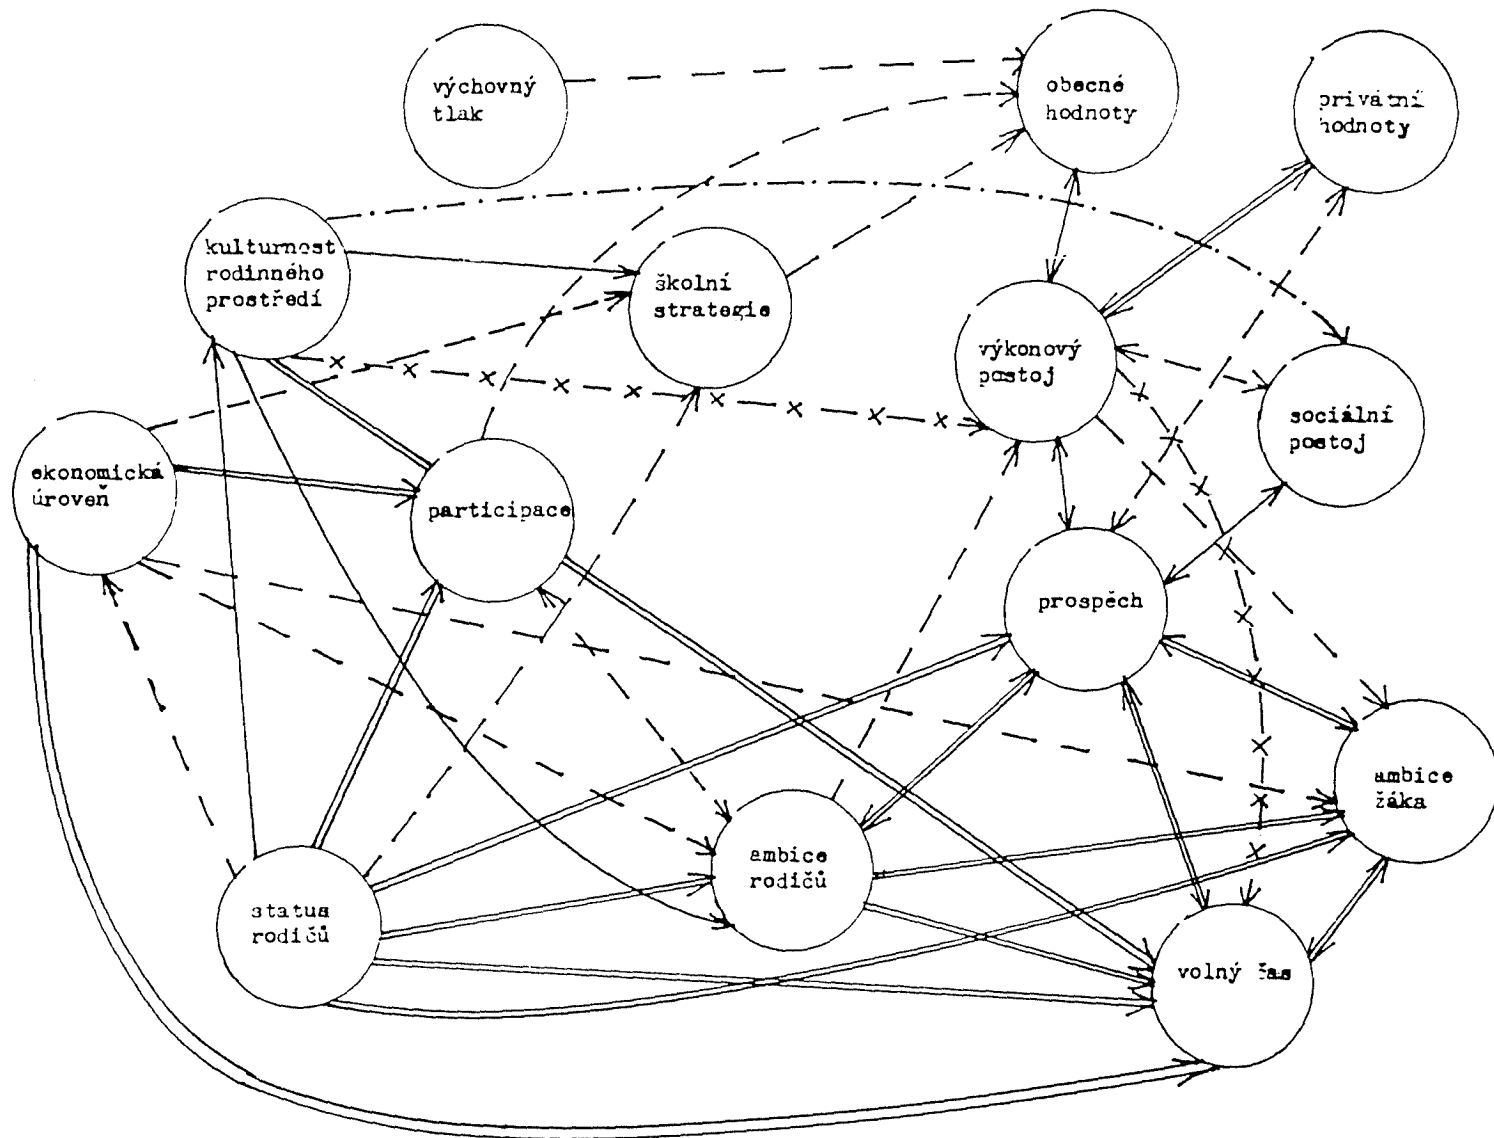 výchovný
tlak
obecné
hodnoty
privátní
hodnoty
kulturnost
rodinného
prostředí
školní
strategie
výkonový
postoj
sociální
postoj
ekonomická
úroveň
participace
prospěch
ambice
žáka
ambice
rodičů
status
rodičů
volný čas